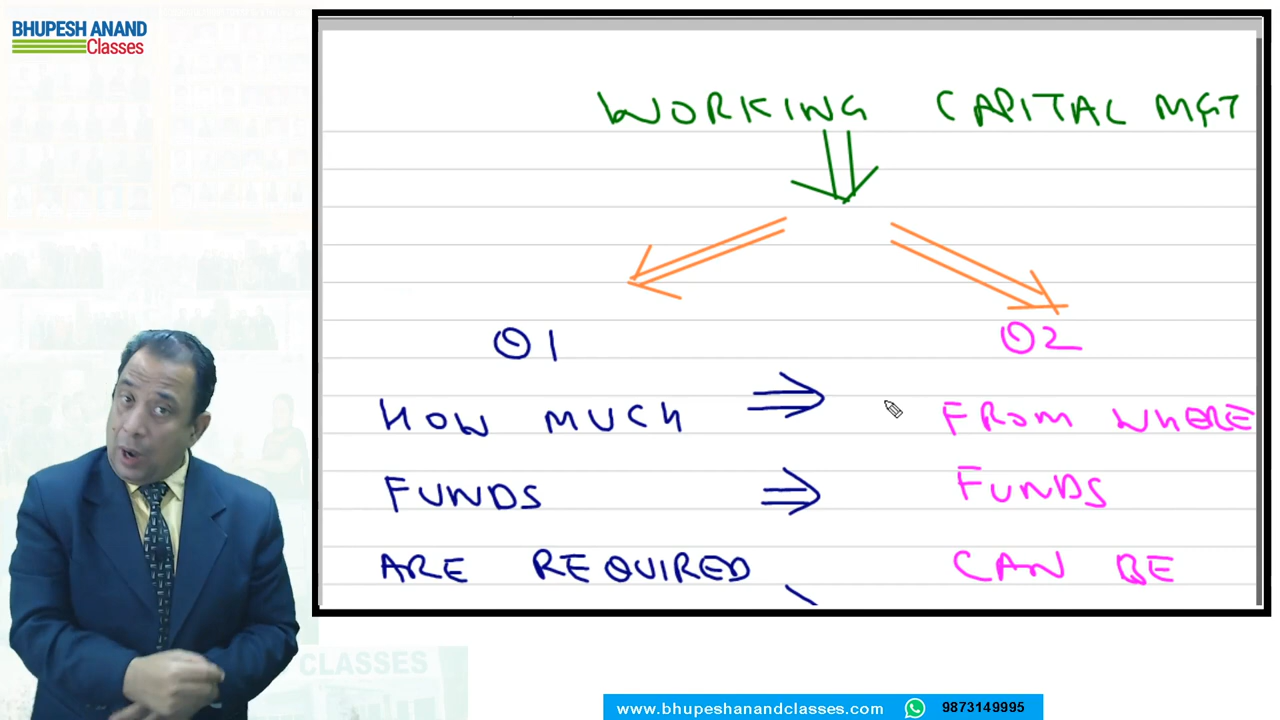 BHUPESH ANAND
Classes
WORKING CAPITAL MGT
01
02
HOW MUCH
FROM WHERE
FUNDS
FUNDS
ARE REQUIRED
CAN BE
CLASSES
www.bhupeshanandclasses.com
9873149995